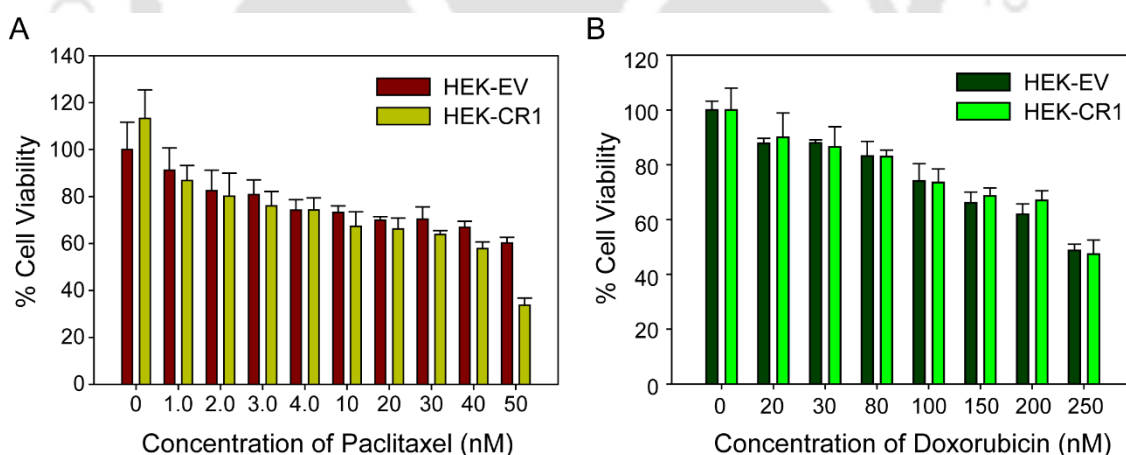 A
140
120
100
80
60
40
20
0
% Cell Viability
HEK-EV
HEK-CR1
0 1.0 2.0 3.0 4.0 10 20 30 40 50
Concentration of Paclitaxel (nM)
B
120
100
80
60
40
20
0
% Cell Viability
HEK-EV
HEK-CR1
0 20 30 80 100 150 200 250
Concentration of Doxorubicin (nM)